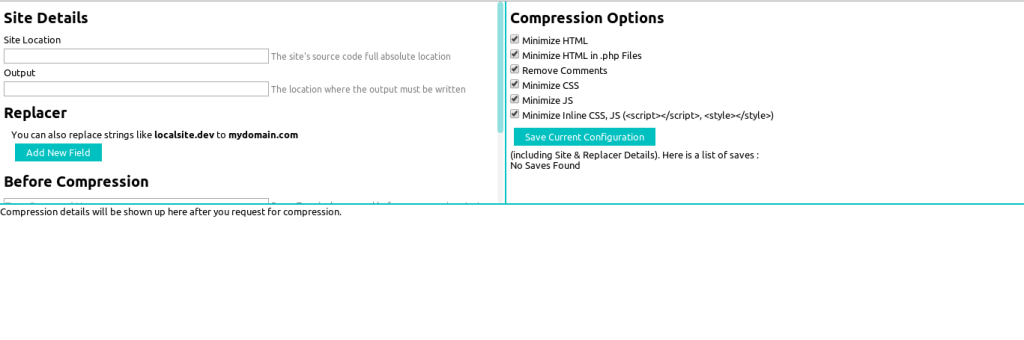 Site Details
Site Location
The site's source code full absolute location
Output
The location where the output must be written
Replacer
You can also replace strings like localsite.dev to mydomain.com
Add New Field
Before Compression
Compression Options
Minimize HTML
Minimize HTML in .php Files
Remove Comments
Minimize CSS
Minimize JS
Minimize Inline CSS, JS (<script></script>, <style></style>)
Save Current Configuration
(including Site & Replacer Details). Here is a list of saves :
No Saves Found
Compression details will be shown up here after you request for compression.